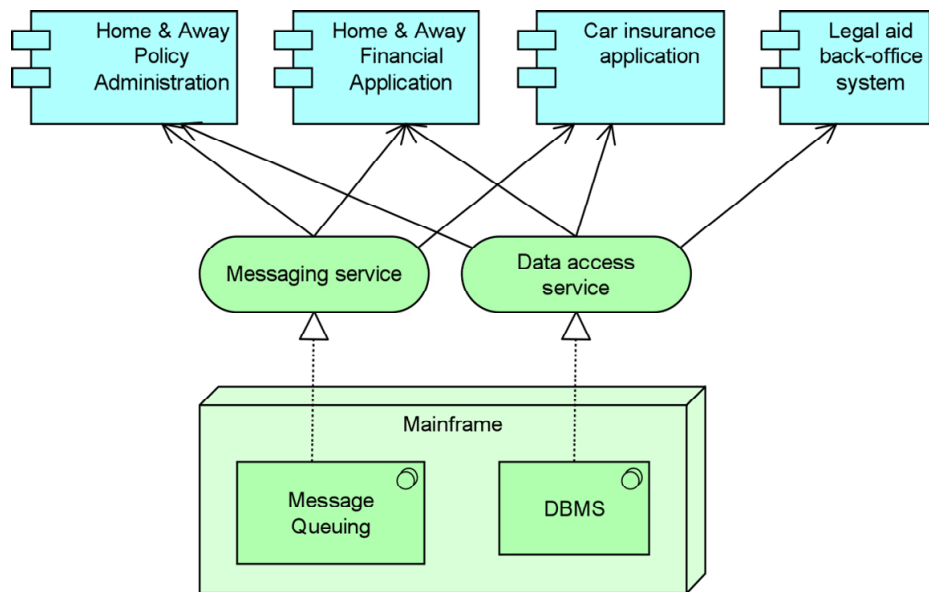 Home & Away
Policy
Administration
Home & Away
Financial
Application
Car insurance
application
Legal aid
back-office
system
Messaging service
Data access
service
Mainframe
Message
Queuing
DBMS